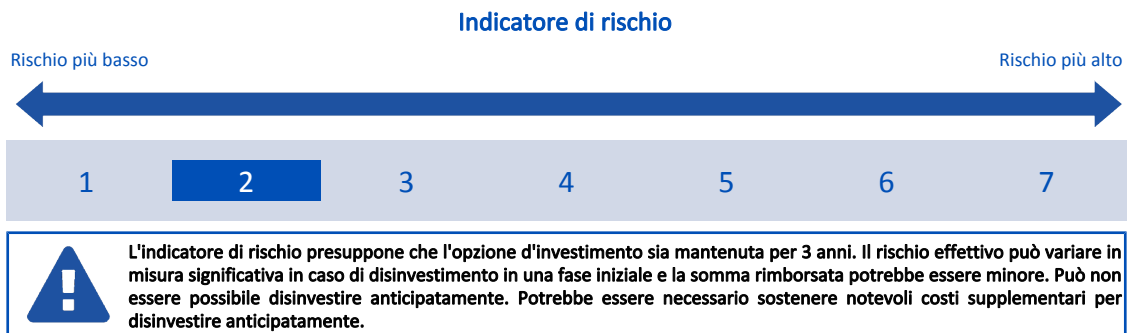 Indicatore di rischio
Rischio più basso
Rischio più alto
1 2 3 4 5 6 7
L'indicatore di rischio presuppone che l'opzione d'investimento sia mantenuta per 3 anni. Il rischio effettivo può variare in
misura significativa in caso di disinvestimento in una fase iniziale e la somma rimborsata potrebbe essere minore. Può non
essere possibile disinvestire anticipatamente. Potrebbe essere necessario sostenere notevoli costi supplementari per
disinvestire anticipatamente.